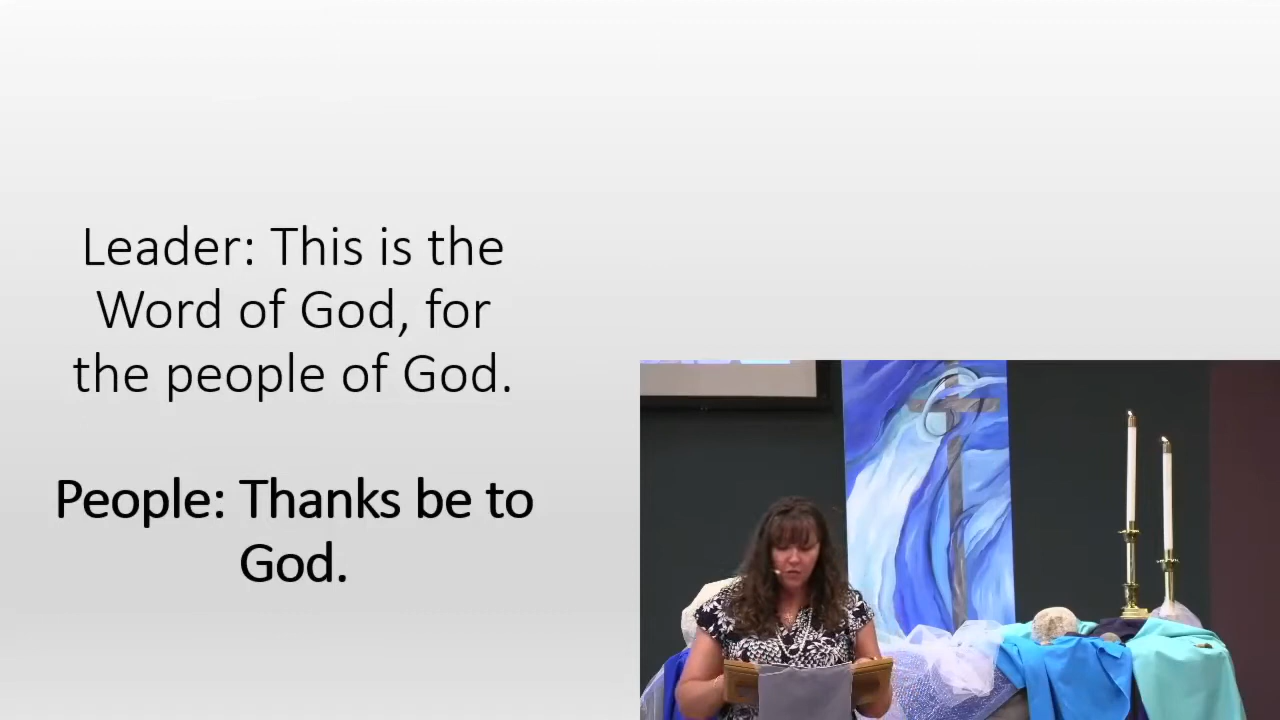 Leader: This is the
Word of God, for
the people of God.
People: Thanks be to
God.